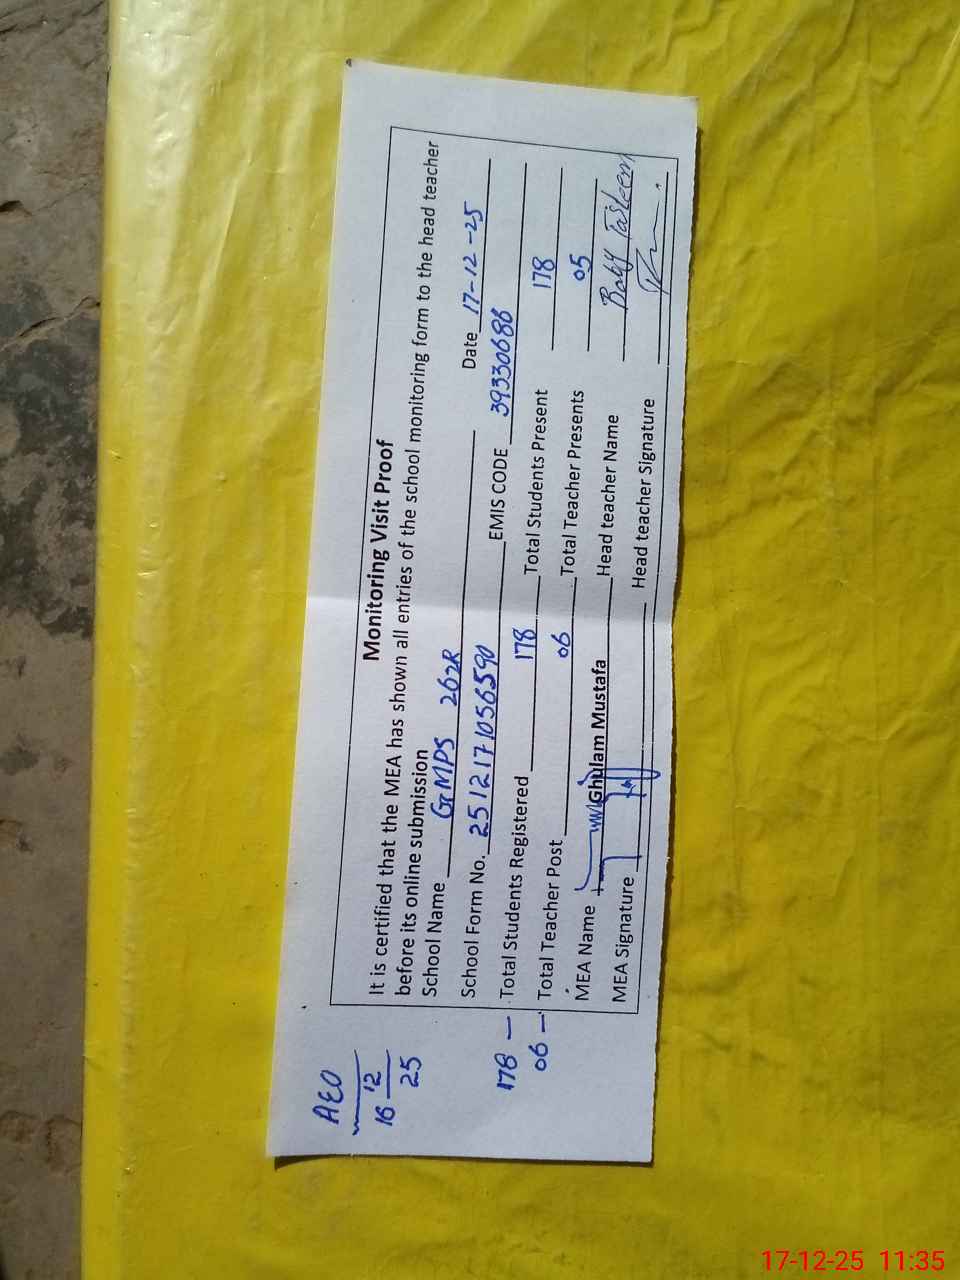 AEO
16 12
25
Monitoring Visit Proof
It is certified that the MEA has shown all entries of the school monitoring form to the head teacher
before its online submission
School Name GMPS 262R Date 17-12-25
School Form No. 2512171056590 EMIS CODE 39330686
178 — Total Students Registered 178 Total Students Present 178
06 — Total Teacher Post 06 Total Teacher Presents 05
MEA Name Ghulam Mustafa Head teacher Name Baby Tasleem
MEA Signature Head teacher Signature
17-12-25 11:35